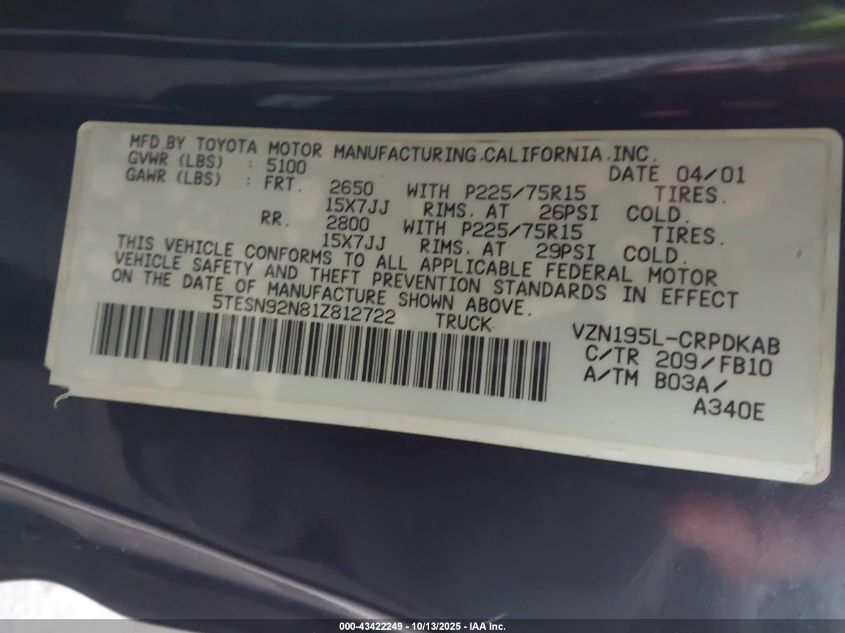 MFD.BY TOYOTA MOTOR MANUFACTURING.CALIFORNIA.INC.
GVWR (LBS) : 5100 DATE 04/01
GAWR (LBS) : FRT. 2650 WITH P225/75R15 TIRES.
15X7JJ RIMS. AT 26PSI COLD.
RR. 2800 WITH P225/75R15 TIRES.
15X7JJ RIMS. AT 29PSI COLD.
THIS VEHICLE CONFORMS TO ALL APPLICABLE FEDERAL MOTOR
VEHICLE SAFETY AND THEFT PREVENTION STANDARDS IN EFFECT
ON THE DATE OF MANUFACTURE SHOWN ABOVE.
5TESN92N81Z812722 TRUCK
VZN195L-CRPDKAB
C/TR 209/FB10
A/TM B03A/
A340E
000-43422249 - 10/13/2025 - IAA Inc.